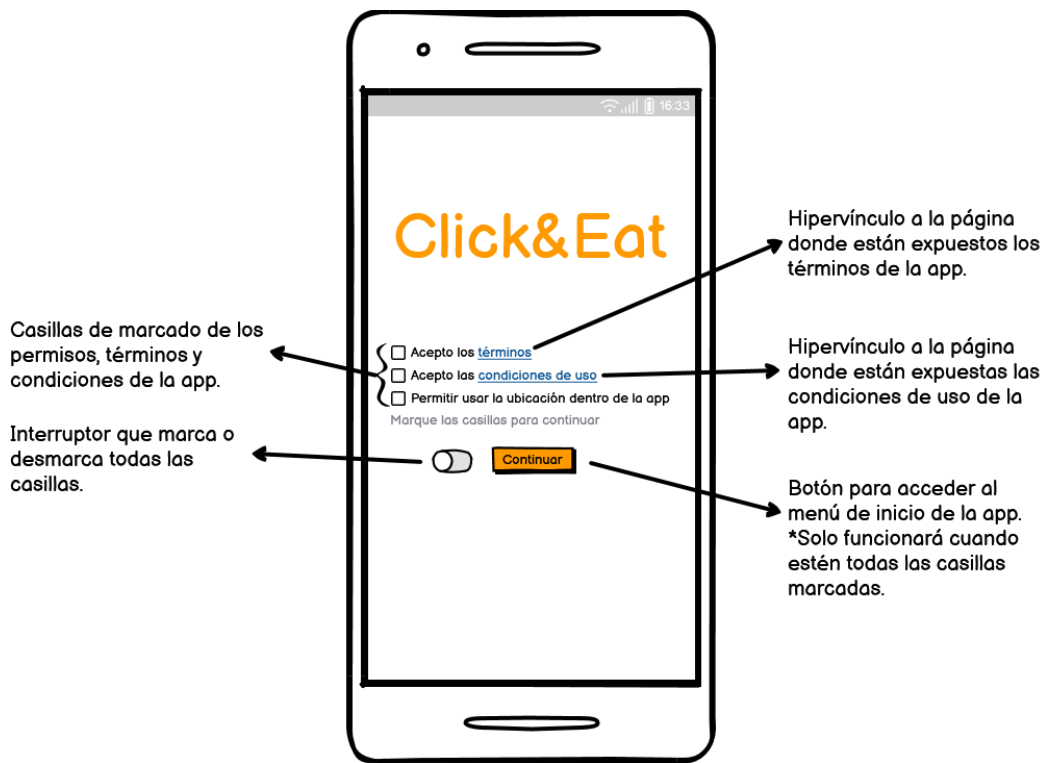 16:33
Click&Eat
Acepto los términos
Acepto las condiciones de uso
Permitir usar la ubicación dentro de la app
Marque las casillas para continuar
Continuar
Casillas de marcado de los
permisos, términos y
condiciones de la app.
Interruptor que marca o
desmarca todas las
casillas.
Hipervínculo a la página
donde están expuestos los
términos de la app.
Hipervínculo a la página
donde están expuestas las
condiciones de uso de la
app.
Botón para acceder al
menú de inicio de la app.
*Solo funcionará cuando
estén todas las casillas
marcadas.